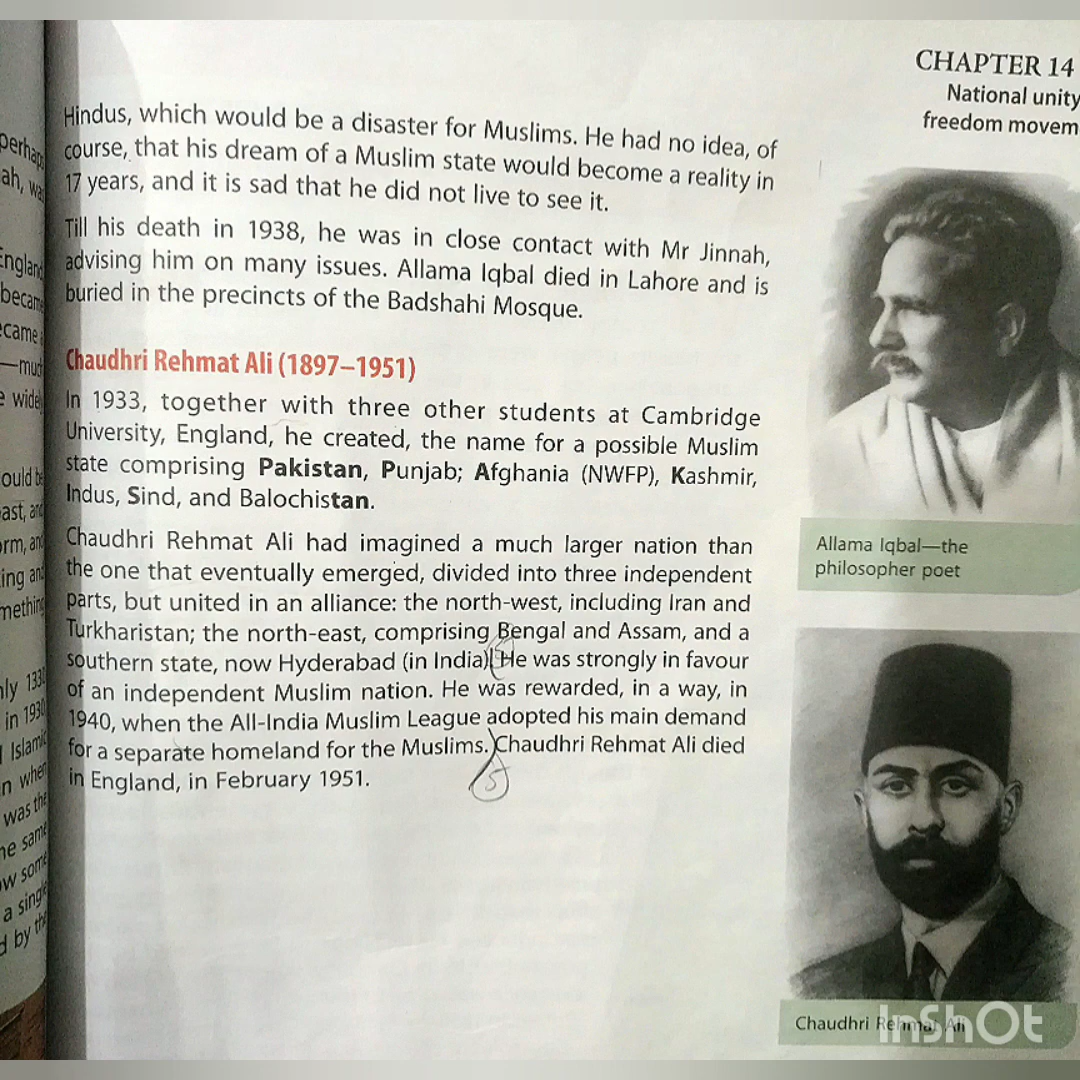 CHAPTER 14
National unity
freedom movem
Hindus, which would be a disaster for Muslims. He had no idea, of
course, that his dream of a Muslim state would become a reality in
17 years, and it is sad that he did not live to see it.
Till his death in 1938, he was in close contact with Mr Jinnah,
advising him on many issues. Allama Iqbal died in Lahore and is
buried in the precincts of the Badshahi Mosque.
Chaudhri Rehmat Ali (1897–1951)
In 1933, together with three other students at Cambridge
University, England, he created, the name for a possible Muslim
state comprising Pakistan, Punjab; Afghania (NWFP), Kashmir,
Indus, Sind, and Balochistan.
Chaudhri Rehmat Ali had imagined a much larger nation than
the one that eventually emerged, divided into three independent
parts, but united in an alliance: the north-west, including Iran and
Turkharistan; the north-east, comprising Bengal and Assam, and a
southern state, now Hyderabad (in India). He was strongly in favour
of an independent Muslim nation. He was rewarded, in a way, in
1940, when the All-India Muslim League adopted his main demand
for a separate homeland for the Muslims. Chaudhri Rehmat Ali died
in England, in February 1951.
5
Allama Iqbal—the
philosopher poet
Chaudhri Rehmat Ali
InShOt